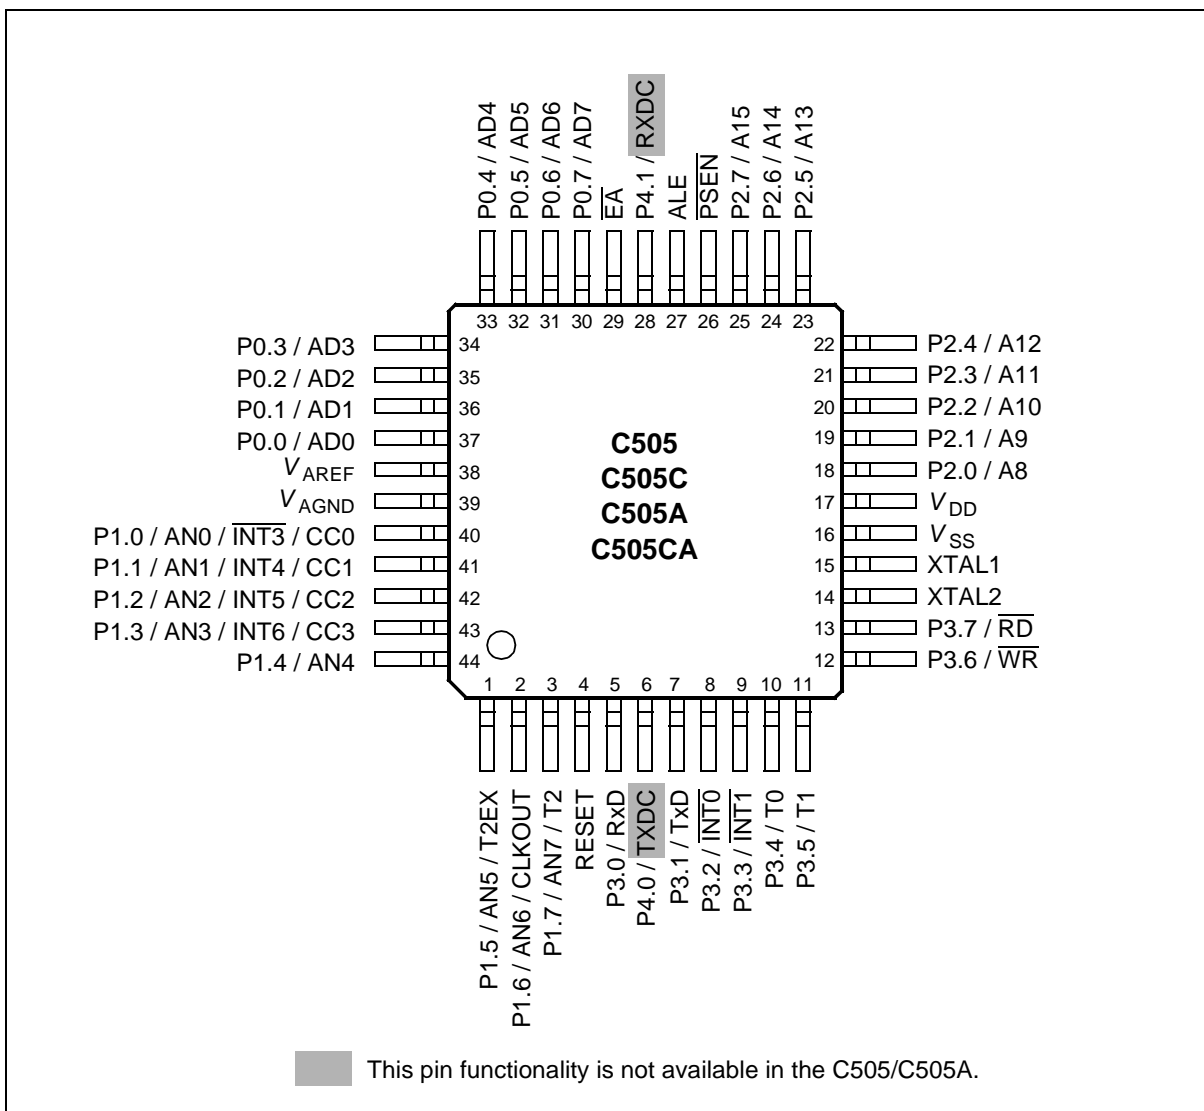 P0.4 / AD4
P0.5 / AD5
P0.6 / AD6
P0.7 / AD7
E̅A̅
P4.1 / RXDC
ALE
P̅S̅E̅N̅
P2.7 / A15
P2.6 / A14
P2.5 / A13
33 32 31 30 29 28 27 26 25 24 23
P0.3 / AD3 34
P0.2 / AD2 35
P0.1 / AD1 36
P0.0 / AD0 37
VAREF 38
VAGND 39
P1.0 / AN0 / I̅N̅T̅3̅ / CC0 40
P1.1 / AN1 / INT4 / CC1 41
P1.2 / AN2 / INT5 / CC2 42
P1.3 / AN3 / INT6 / CC3 43
P1.4 / AN4 44
C505
C505C
C505A
C505CA
22 P2.4 / A12
21 P2.3 / A11
20 P2.2 / A10
19 P2.1 / A9
18 P2.0 / A8
17 VDD
16 VSS
15 XTAL1
14 XTAL2
13 P3.7 / R̅D̅
12 P3.6 / W̅R̅
1 2 3 4 5 6 7 8 9 10 11
P1.5 / AN5 / T2EX
P1.6 / AN6 / CLKOUT
P1.7 / AN7 / T2
RESET
P3.0 / RxD
P4.0 / TXDC
P3.1 / TxD
P3.2 / I̅N̅T̅0̅
P3.3 / I̅N̅T̅1̅
P3.4 / T0
P3.5 / T1
This pin functionality is not available in the C505/C505A.